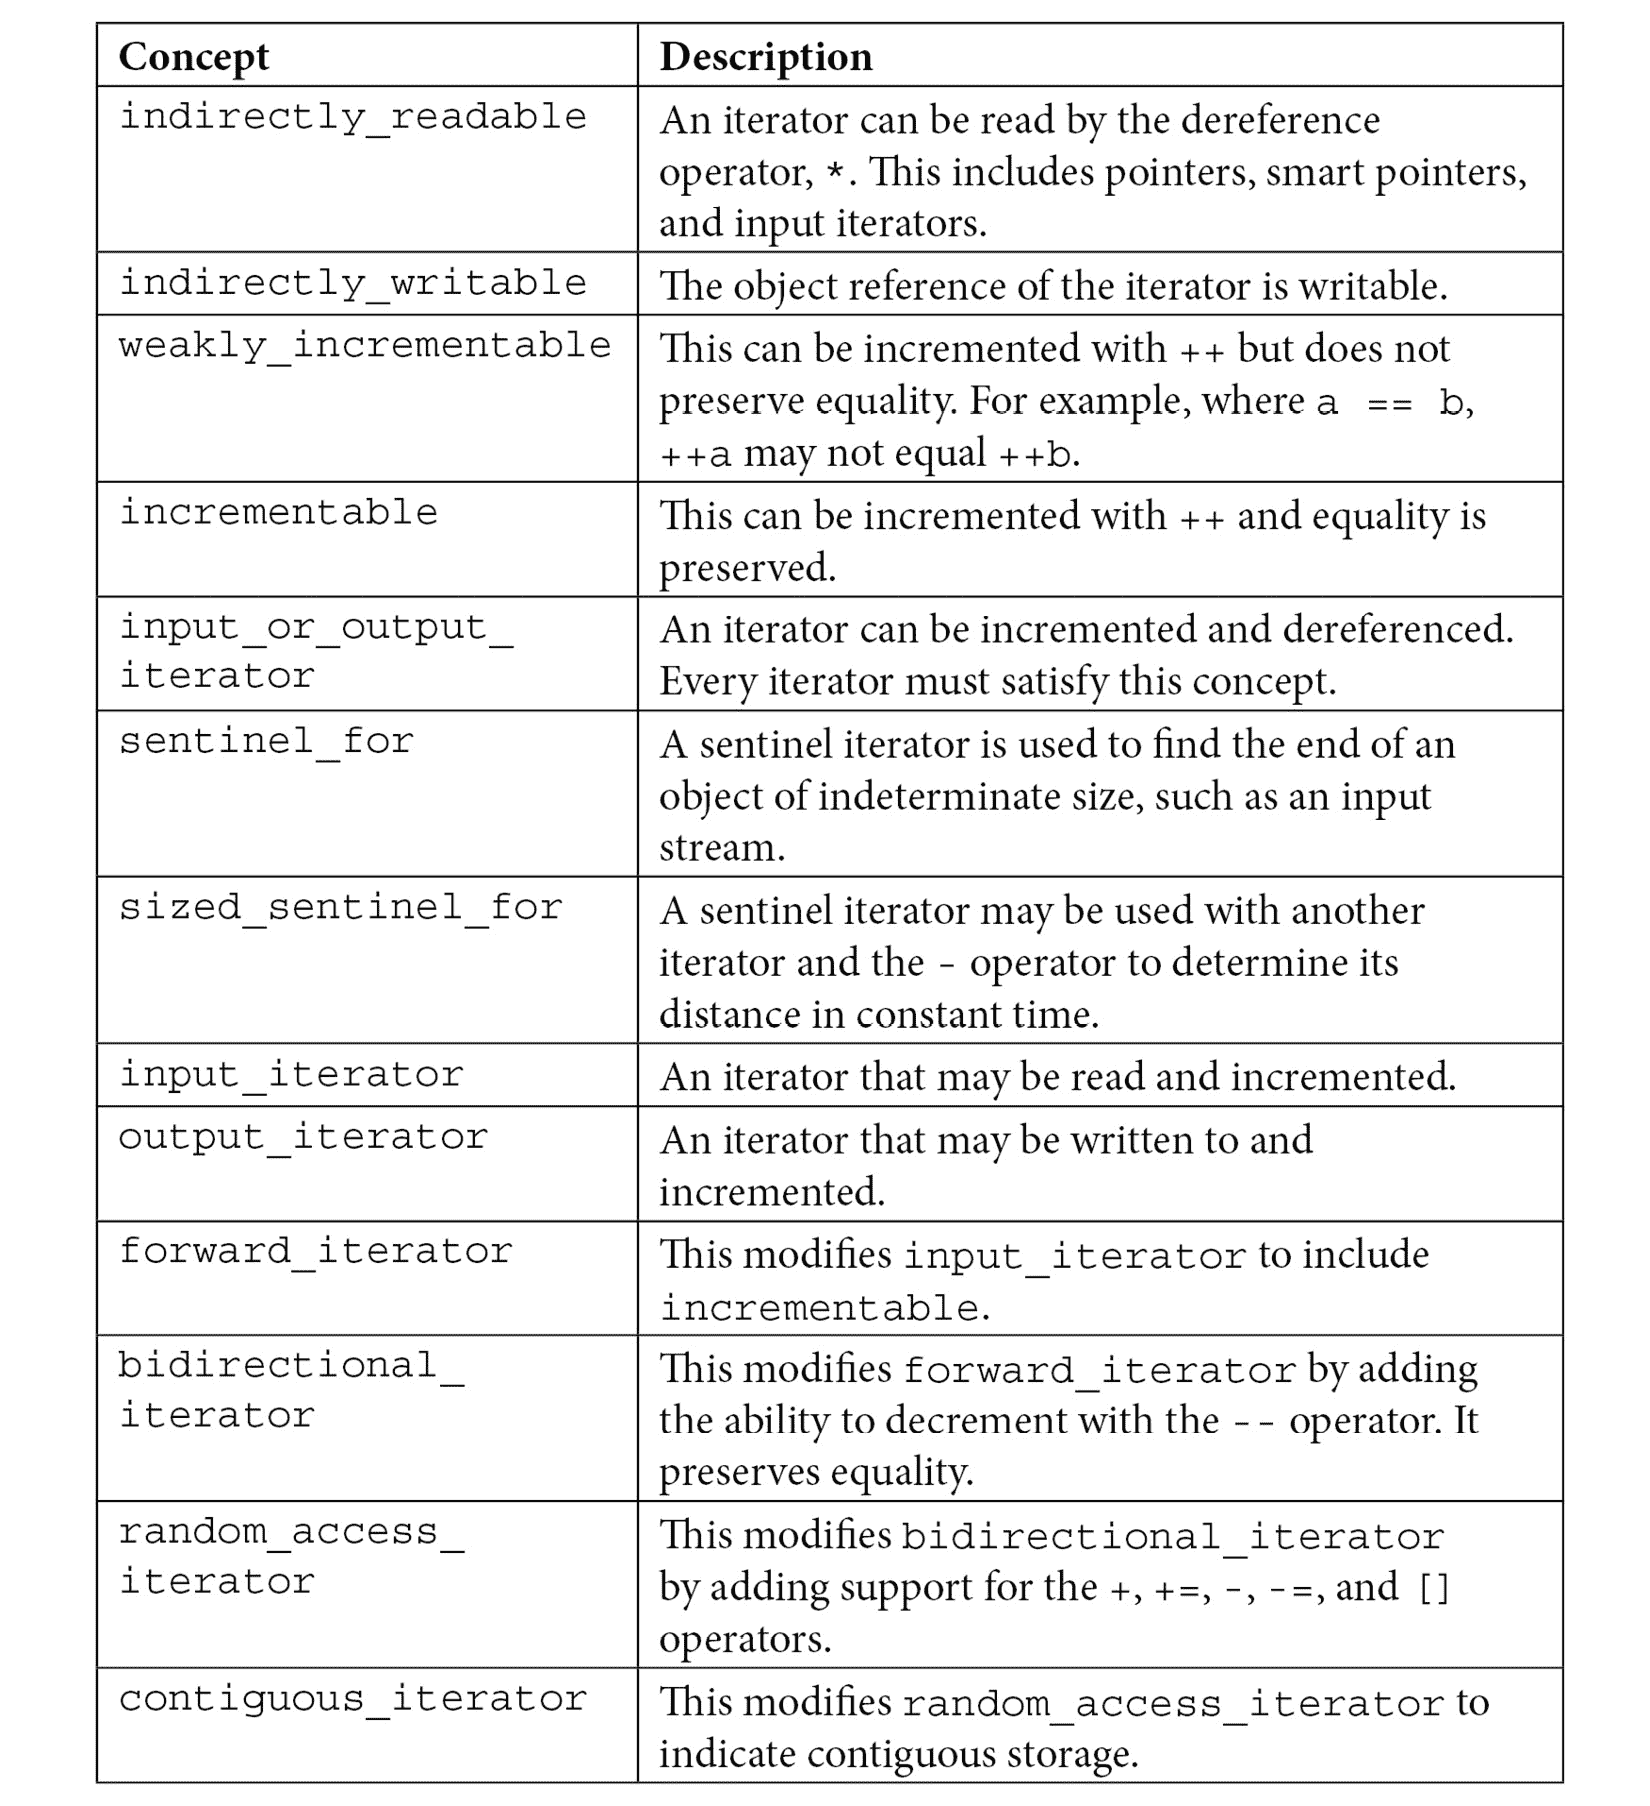 Concept
Description
indirectly_readable
An iterator can be read by the dereference
operator, *. This includes pointers, smart pointers,
and input iterators.
indirectly_writable
The object reference of the iterator is writable.
weakly_incrementable
This can be incremented with ++ but does not
preserve equality. For example, where a == b,
++a may not equal ++b.
incrementable
This can be incremented with ++ and equality is
preserved.
input_or_output_
iterator
An iterator can be incremented and dereferenced.
Every iterator must satisfy this concept.
sentinel_for
A sentinel iterator is used to find the end of an
object of indeterminate size, such as an input
stream.
sized_sentinel_for
A sentinel iterator may be used with another
iterator and the - operator to determine its
distance in constant time.
input_iterator
An iterator that may be read and incremented.
output_iterator
An iterator that may be written to and
incremented.
forward_iterator
This modifies input_iterator to include
incrementable.
bidirectional_
iterator
This modifies forward_iterator by adding
the ability to decrement with the -- operator. It
preserves equality.
random_access_
iterator
This modifies bidirectional_iterator
by adding support for the +, +=, -, -=, and []
operators.
contiguous_iterator
This modifies random_access_iterator to
indicate contiguous storage.